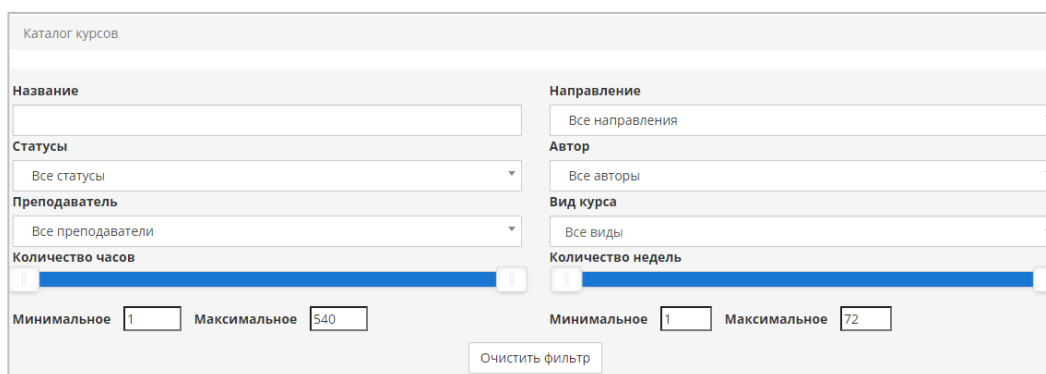 Каталог курсов
Название Направление
Все направления
Статусы Автор
Все статусы Все авторы
Преподаватель Вид курса
Все преподаватели Все виды
Количество часов Количество недель
Минимальное 1 Максимальное 540 Минимальное 1 Максимальное 72
Очистить фильтр